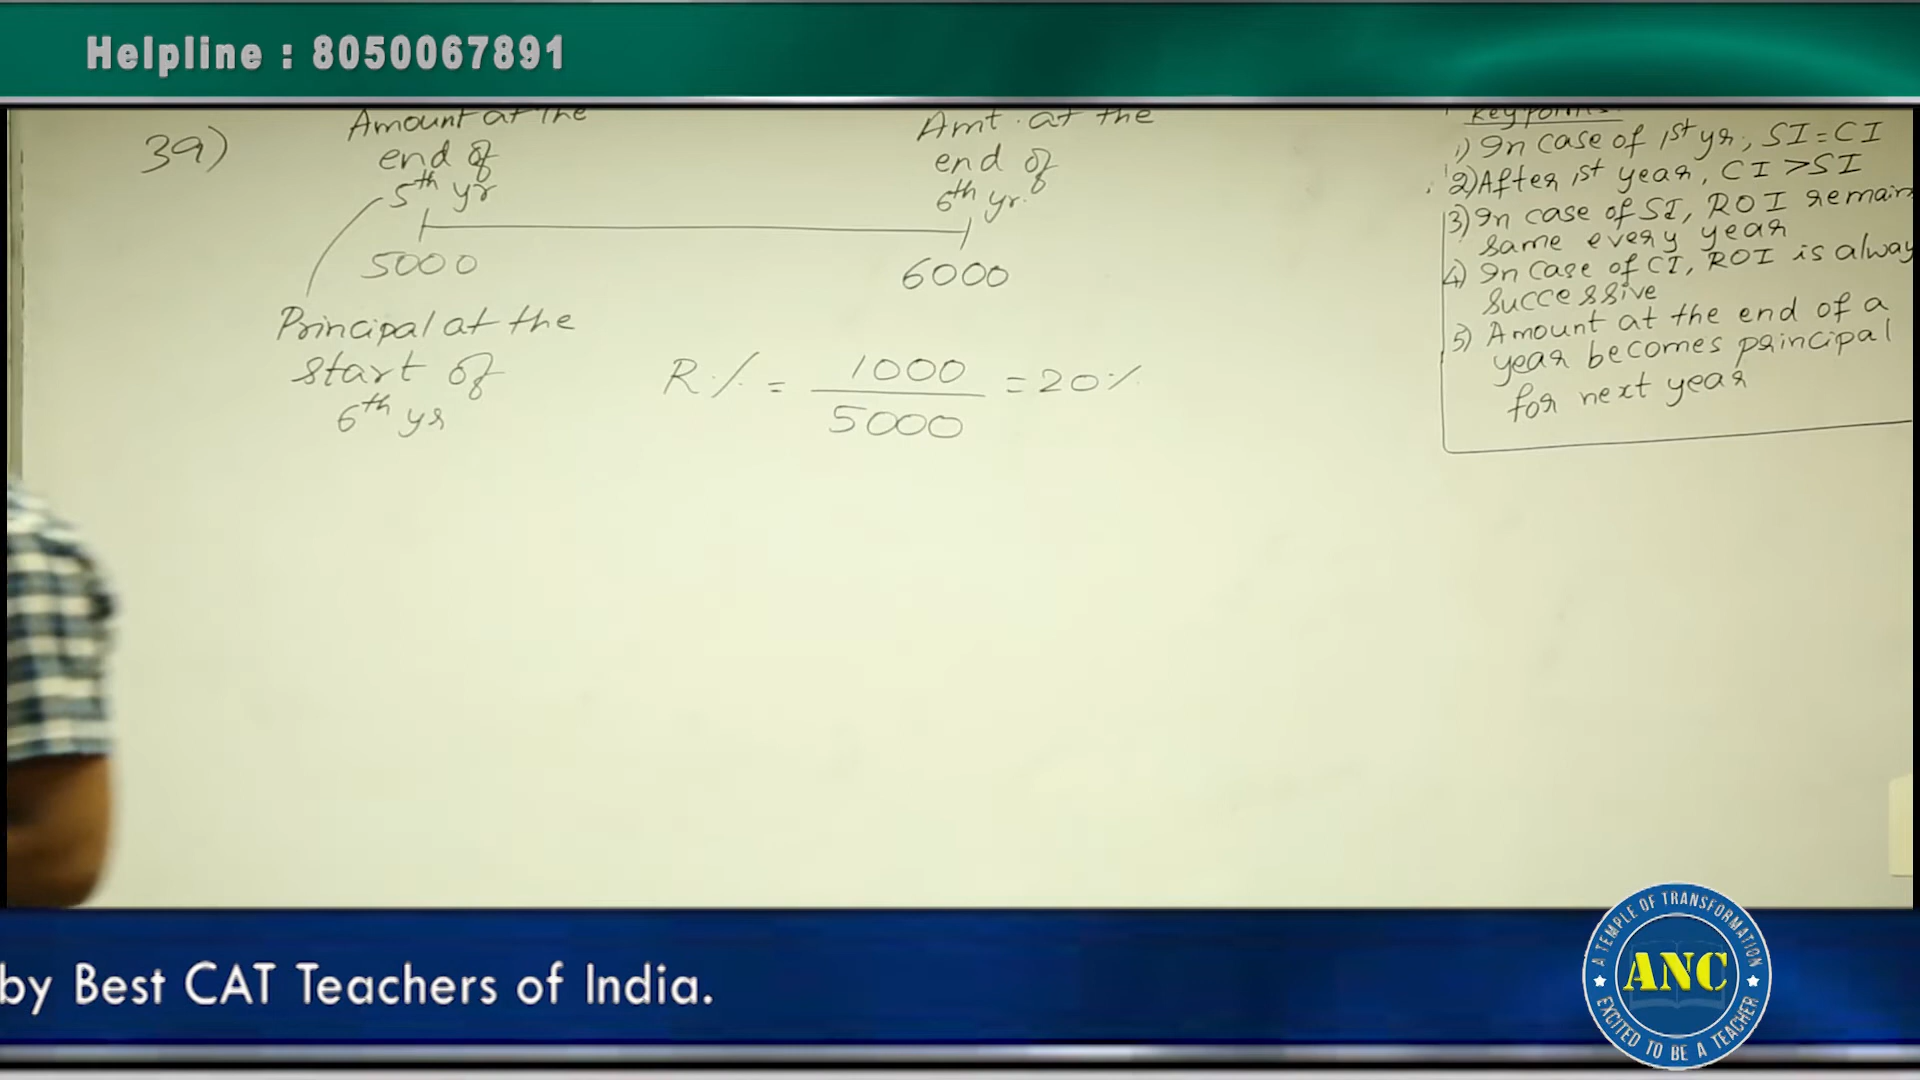 Helpline : 8050067891
39)
Amount at the
end of
5th yr
5000
Principal at the
start of
6th yr
Amt. at the
end of
6th yr.
6000
R% = 1000 / 5000 = 20%
Key points:
1) In case of 1st yr, SI = CI
2) After 1st year, CI > SI
3) In case of SI, ROI remain
same every year
4) In case of CI, ROI is alway
successive
5) Amount at the end of a
year becomes principal
for next year
by Best CAT Teachers of India.
A TEMPLE OF TRANSFORMATION
ANC
EXCITED TO BE A TEACHER